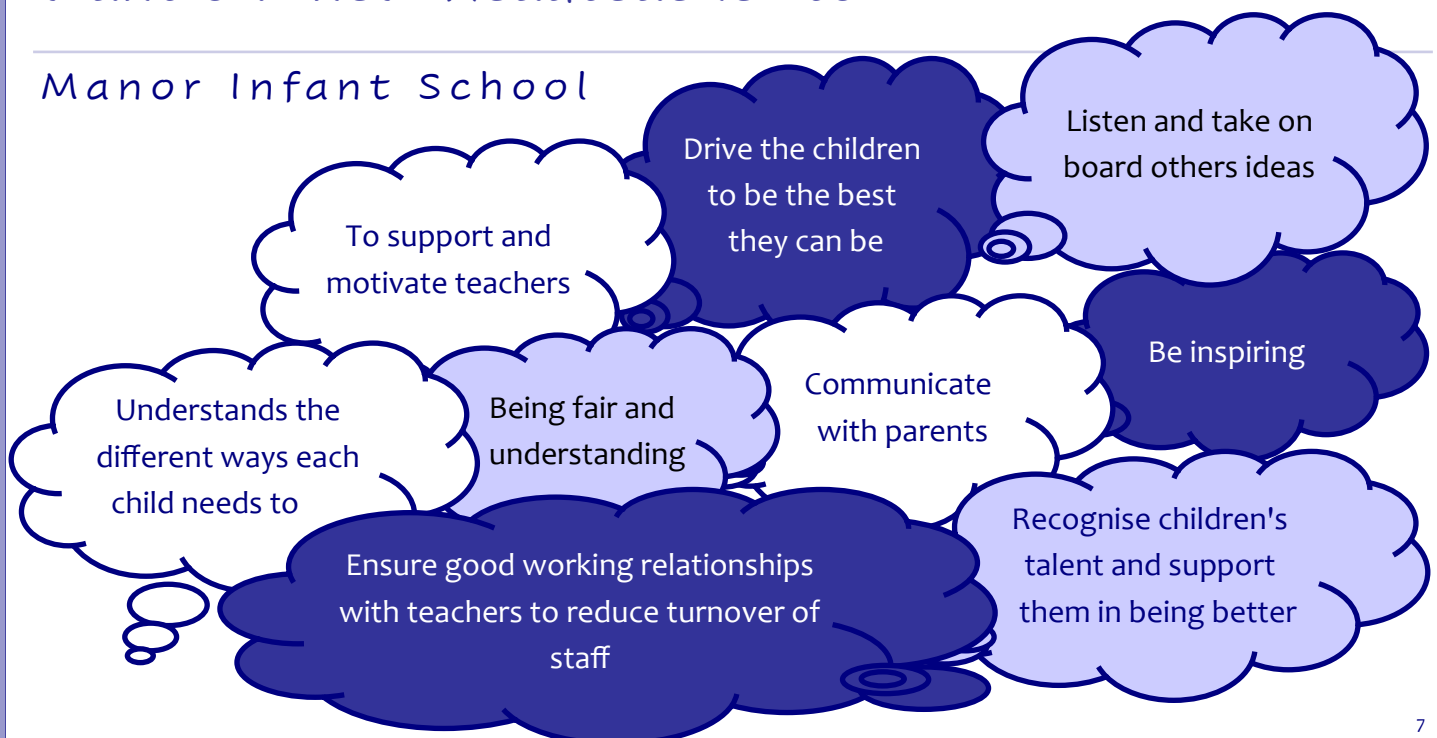 Manor Infant School
Listen and take on
board others ideas
Drive the children
to be the best
they can be
To support and
motivate teachers
Be inspiring
Communicate
with parents
Being fair and
understanding
Understands the
different ways each
child needs to
Recognise children's
talent and support
them in being better
Ensure good working relationships
with teachers to reduce turnover of
staff
7